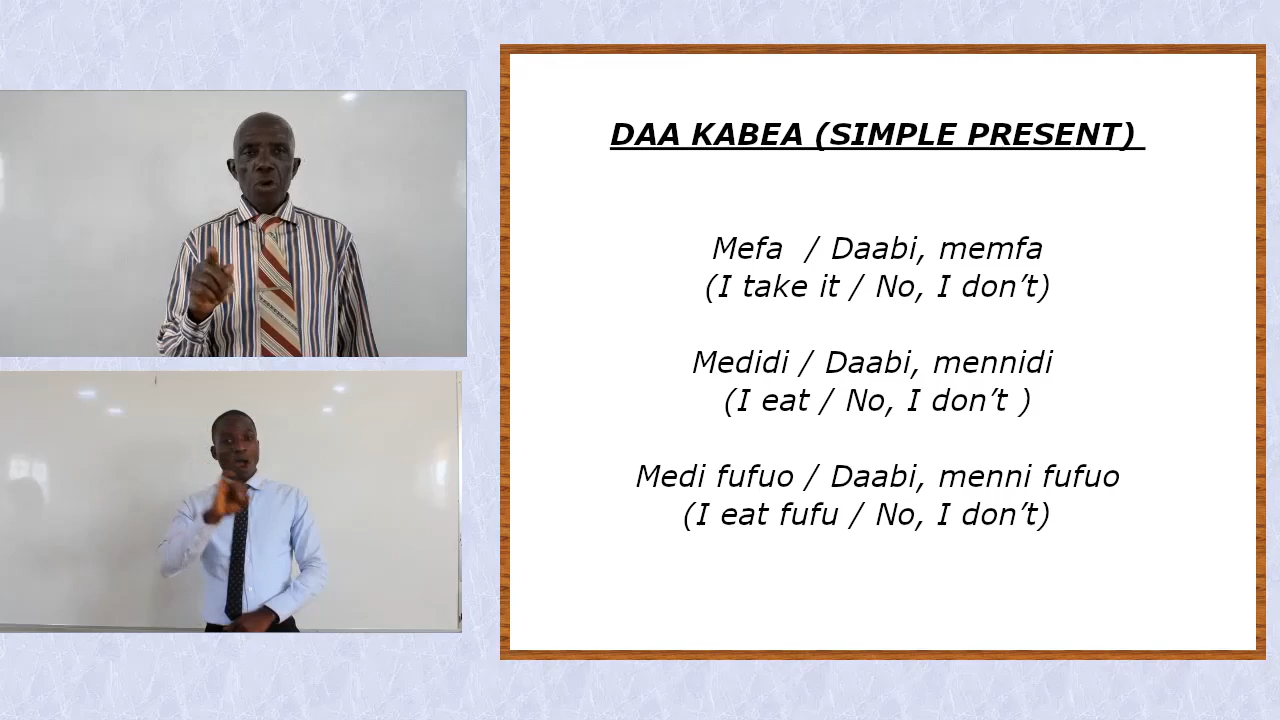 DAA KABEA (SIMPLE PRESENT)
Mefa / Daabi, memfa
(I take it / No, I don’t)
Medidi / Daabi, mennidi
(I eat / No, I don’t )
Medi fufuo / Daabi, menni fufuo
(I eat fufu / No, I don’t)